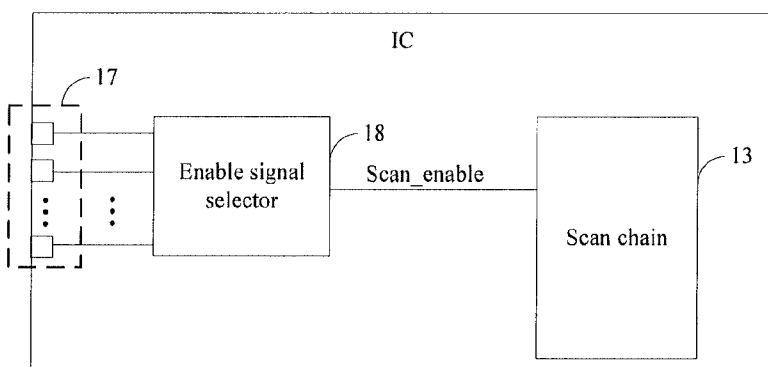 IC
17
18
13
Enable signal
selector
Scan_enable
Scan chain